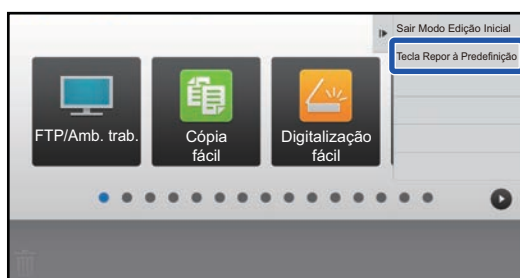 Sair Modo Edição Inicial
Tecla Repor à Predefinição
FTP/Amb. trab.
Cópia
fácil
Digitalização
fácil